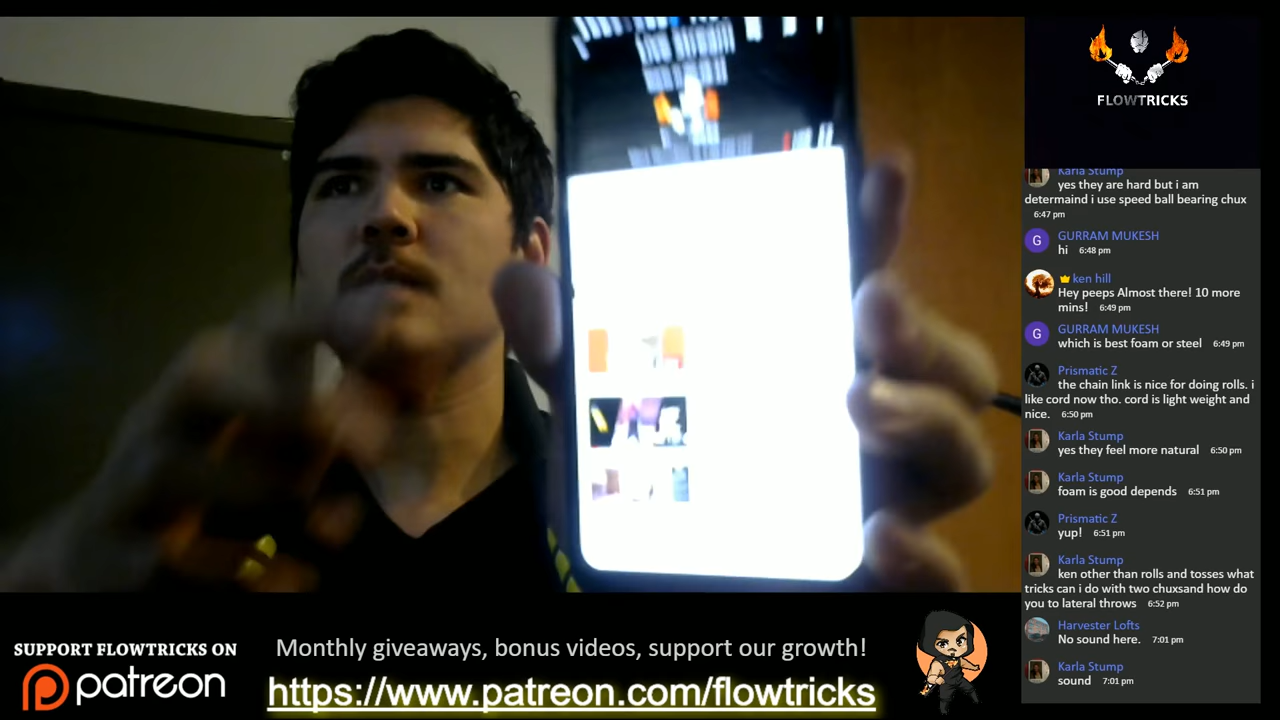 FLOWTRICKS
Karla Stump
yes they are hard but i am
determaind i use speed ball bearing chux
6:47 pm
G GURRAM MUKESH
hi 6:48 pm
ken hill
Hey peeps Almost there! 10 more
mins! 6:49 pm
G GURRAM MUKESH
which is best foam or steel 6:49 pm
Prismatic Z
the chain link is nice for doing rolls. i
like cord now tho. cord is light weight and
nice. 6:50 pm
Karla Stump
yes they feel more natural 6:50 pm
Karla Stump
foam is good depends 6:51 pm
Prismatic Z
yup! 6:51 pm
Karla Stump
ken other than rolls and tosses what
tricks can i do with two chuxsand how do
you to lateral throws 6:52 pm
Harvester Lofts
No sound here. 7:01 pm
Karla Stump
sound 7:01 pm
SUPPORT FLOWTRICKS ON
patreon
Monthly giveaways, bonus videos, support our growth!
https://www.patreon.com/flowtricks